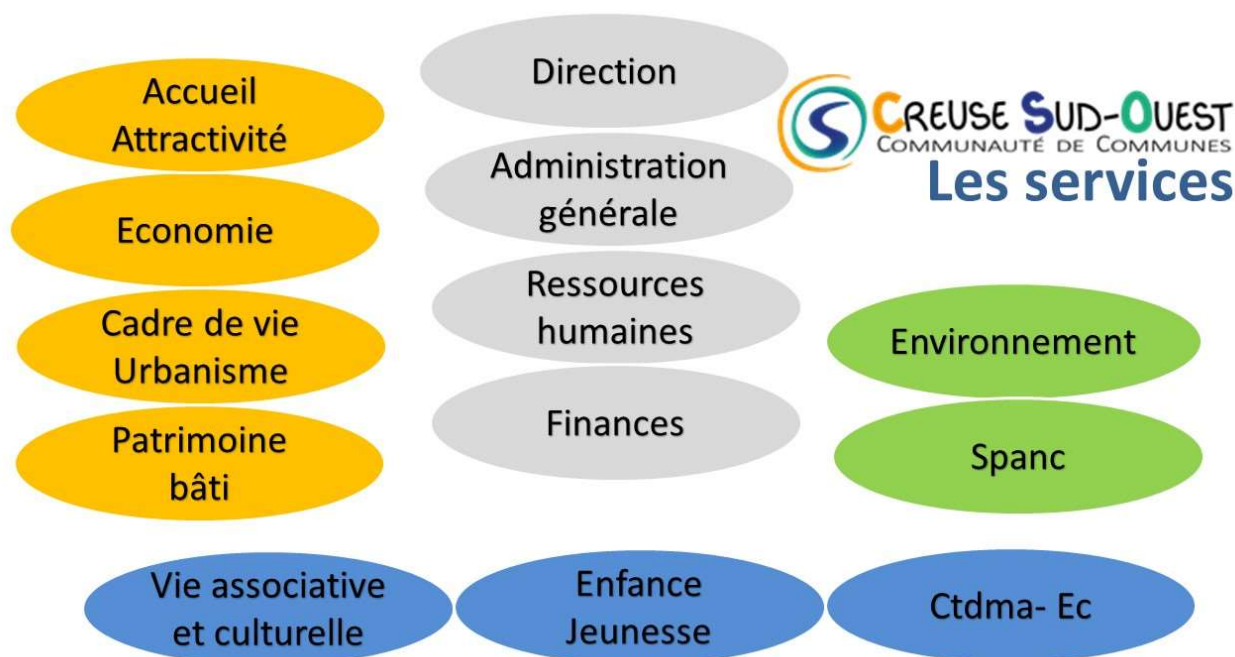 Accueil
Attractivité
Economie
Cadre de vie
Urbanisme
Patrimoine
bâti
Direction
Administration
générale
Ressources
humaines
Finances
CREUSE SUD-OUEST
COMMUNAUTÉ DE COMMUNES
Les services
Environnement
Spanc
Vie associative
et culturelle
Enfance
Jeunesse
Ctdma- Ec